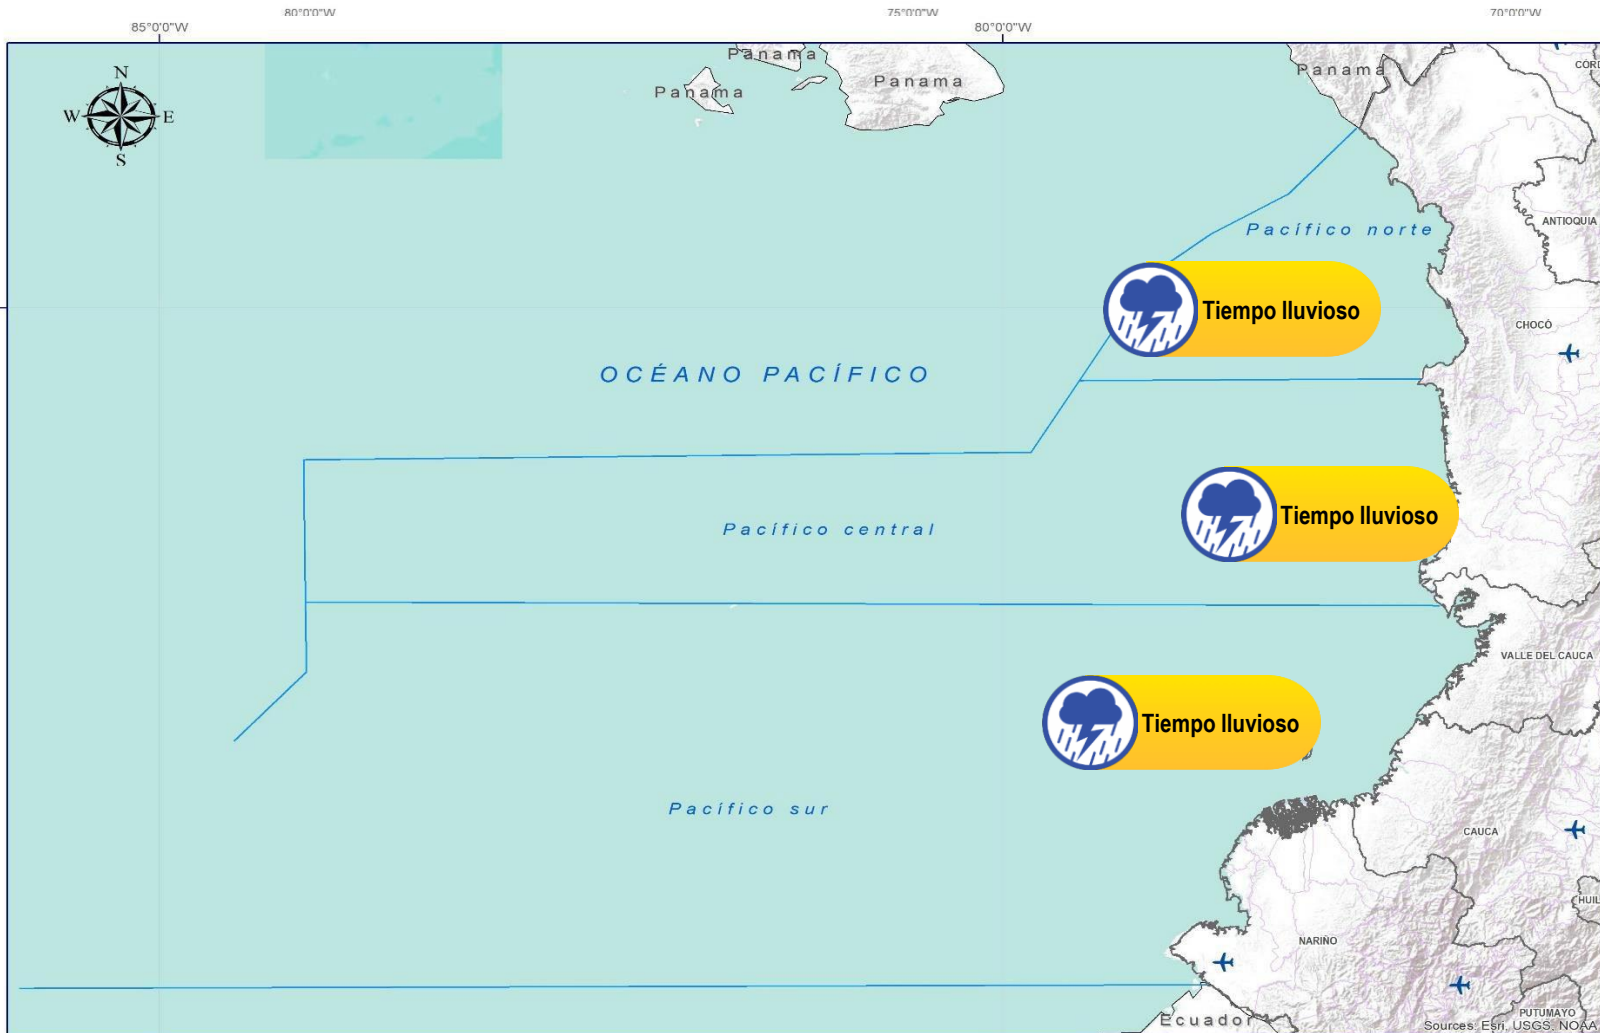 80°0'0"W
75°0'0"W
70°0'0"W
85°0'0"W
80°0'0"W
N
W
E
S
Panama
Panama
Panama
Panama
CORD
ANTIOQUIA
Pacífico norte
Tiempo lluvioso
CHOCÓ
OCÉANO PACÍFICO
Tiempo lluvioso
Pacífico central
VALLE DEL CAUCA
Tiempo lluvioso
Pacífico sur
CAUCA
HUIL
NARIÑO
PUTUMAYO
Ecuador
Sources: Esri, USGS, NOAA